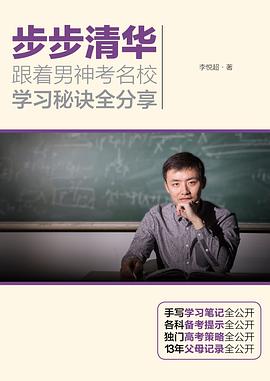 步步清华
跟着男神考名校
学习秘诀全分享
李悦超·著
手写学习笔记全公开
各科备考提示全公开
独门高考策略全公开
13年父母记录全公开